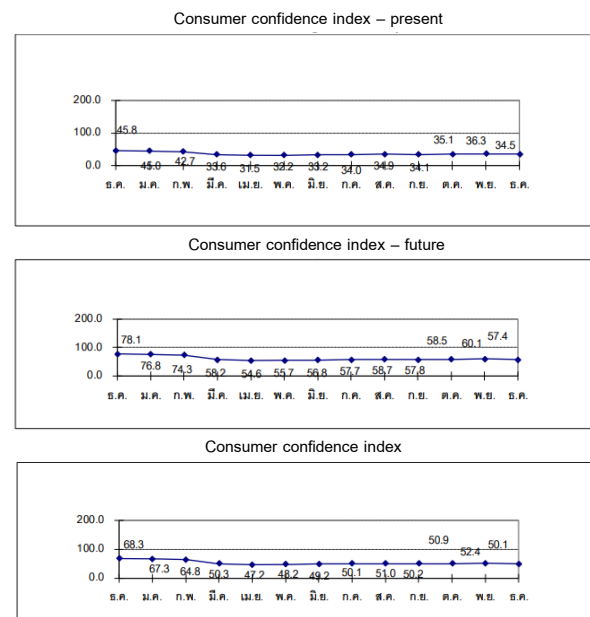 Consumer confidence index – present
200.0
100.0
0.0
45.8 45.0 42.7 33.6 31.5 32.2 33.2 34.0 34.9 34.1 35.1 36.3 34.5
ธ.ค. ม.ค. ก.พ. มี.ค. เม.ย. พ.ค. มิ.ย. ก.ค. ส.ค. ก.ย. ต.ค. พ.ย. ธ.ค.
Consumer confidence index – future
200.0
100.0
0.0
78.1 76.8 74.3 58.2 54.6 55.7 56.8 57.7 58.7 57.8 58.5 60.1 57.4
ธ.ค. ม.ค. ก.พ. มี.ค. เม.ย. พ.ค. มิ.ย. ก.ค. ส.ค. ก.ย. ต.ค. พ.ย. ธ.ค.
Consumer confidence index
200.0
100.0
0.0
68.3 67.3 64.8 50.3 47.2 48.2 49.2 50.1 51.0 50.2 50.9 52.4 50.1
ธ.ค. ม.ค. ก.พ. มี.ค. เม.ย. พ.ค. มิ.ย. ก.ค. ส.ค. ก.ย. ต.ค. พ.ย. ธ.ค.